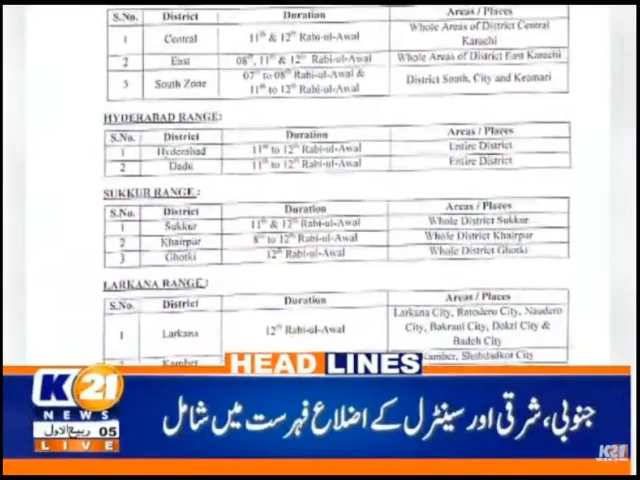 S.No. District Duration Areas / Places
1 Central 11th & 12th Rabi-ul-Awal Whole Areas of District Central Karachi
2 East 08th, 11th & 12th Rabi-ul-Awal Whole Areas of District East Karachi
3 South Zone 07th to 08th Rabi-ul-Awal & 11th to 12th Rabi-ul-Awal District South, City and Keamari
HYDERABAD RANGE:
S.No. District Duration Areas / Places
1 Hyderabad 11th to 12th Rabi-ul-Awal Entire District
2 Dadu 11th to 12th Rabi-ul-Awal Entire District
SUKKUR RANGE:
S.No. District Duration Areas / Places
1 Sukkur 11th & 12th Rabi-ul-Awal Whole District Sukkur
2 Khairpur 8th to 12th Rabi-ul-Awal Whole District Khairpur
3 Ghotki 12th Rabi-ul-Awal Whole District Ghotki
LARKANA RANGE:
S.No. District Duration Areas / Places
1 Larkana 12th Rabi-ul-Awal Larkana City, Ratodero City, Naudero City, Bakrani City, Dokri City & Badeh City
Kamber Kamber, Shahdadkot City
HEAD LINES
K21
NEWS
05 ربیع الاول
LIVE
جنوبی، شرقی اور سینٹرل کے اضلاع فہرست میں شامل
K21
NEWS